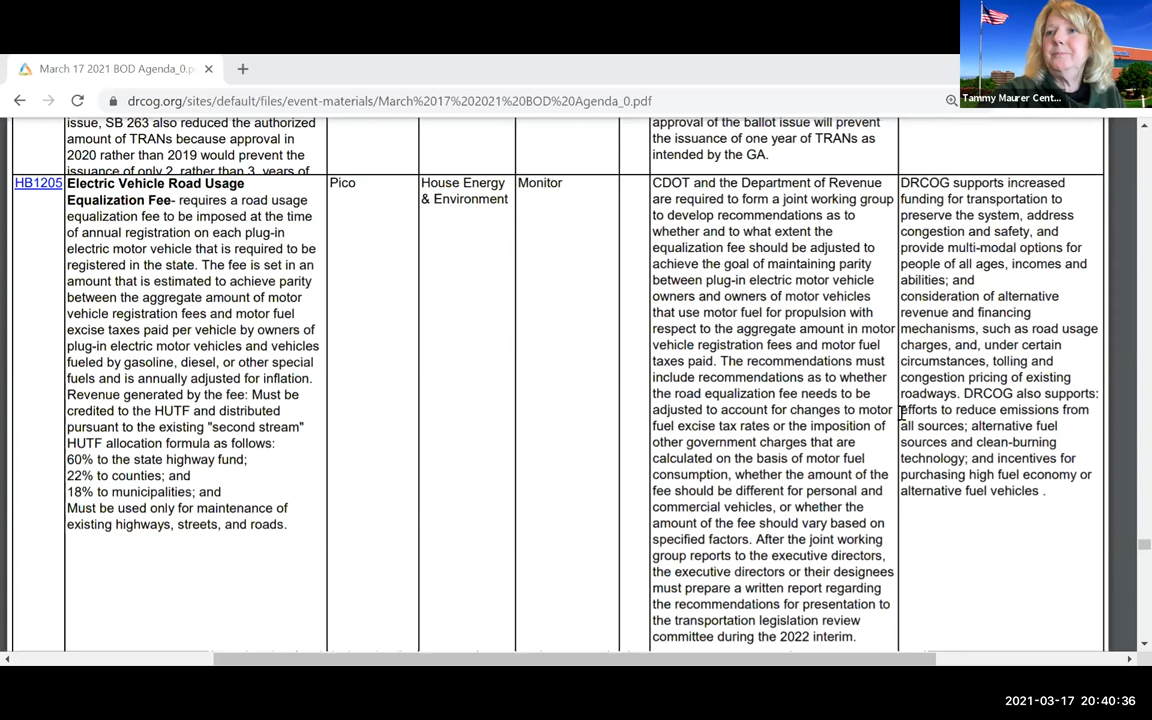 March 17 2021 BOD Agenda_0.p
drcog.org/sites/default/files/event-materials/March%2017%202021%20BOD%20Agenda_0.pdf
Tammy Maurer Cent...
issue, SB 263 also reduced the authorized
amount of TRANs because approval in
2020 rather than 2019 would prevent the
issuance of only 2, rather than 3, years of
approval of the ballot issue will prevent
the issuance of one year of TRANs as
intended by the GA.
HB1205
Electric Vehicle Road Usage
Equalization Fee- requires a road usage
equalization fee to be imposed at the time
of annual registration on each plug-in
electric motor vehicle that is required to be
registered in the state. The fee is set in an
amount that is estimated to achieve parity
between the aggregate amount of motor
vehicle registration fees and motor fuel
excise taxes paid per vehicle by owners of
plug-in electric motor vehicles and vehicles
fueled by gasoline, diesel, or other special
fuels and is annually adjusted for inflation.
Revenue generated by the fee: Must be
credited to the HUTF and distributed
pursuant to the existing "second stream"
HUTF allocation formula as follows:
60% to the state highway fund;
22% to counties; and
18% to municipalities; and
Must be used only for maintenance of
existing highways, streets, and roads.
Pico
House Energy
& Environment
Monitor
CDOT and the Department of Revenue
are required to form a joint working group
to develop recommendations as to
whether and to what extent the
equalization fee should be adjusted to
achieve the goal of maintaining parity
between plug-in electric motor vehicle
owners and owners of motor vehicles
that use motor fuel for propulsion with
respect to the aggregate amount in motor
vehicle registration fees and motor fuel
taxes paid. The recommendations must
include recommendations as to whether
the road equalization fee needs to be
adjusted to account for changes to motor
fuel excise tax rates or the imposition of
other government charges that are
calculated on the basis of motor fuel
consumption, whether the amount of the
fee should be different for personal and
commercial vehicles, or whether the
amount of the fee should vary based on
specified factors. After the joint working
group reports to the executive directors,
the executive directors or their designees
must prepare a written report regarding
the recommendations for presentation to
the transportation legislation review
committee during the 2022 interim.
DRCOG supports increased
funding for transportation to
preserve the system, address
congestion and safety, and
provide multi-modal options for
people of all ages, incomes and
abilities; and
consideration of alternative
revenue and financing
mechanisms, such as road usage
charges, and, under certain
circumstances, tolling and
congestion pricing of existing
roadways. DRCOG also supports:
efforts to reduce emissions from
all sources; alternative fuel
sources and clean-burning
technology; and incentives for
purchasing high fuel economy or
alternative fuel vehicles .
2021-03-17 20:40:36